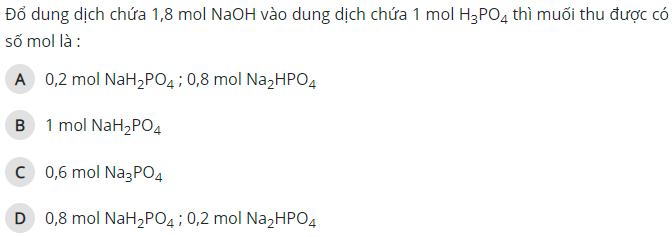 Đổ dung dịch chứa 1,8 mol NaOH vào dung dịch chứa 1 mol H₃PO₄ thì muối thu được có
số mol là :
A 0,2 mol NaH₂PO₄ ; 0,8 mol Na₂HPO₄
B 1 mol NaH₂PO₄
C 0,6 mol Na₃PO₄
D 0,8 mol NaH₂PO₄ ; 0,2 mol Na₂HPO₄